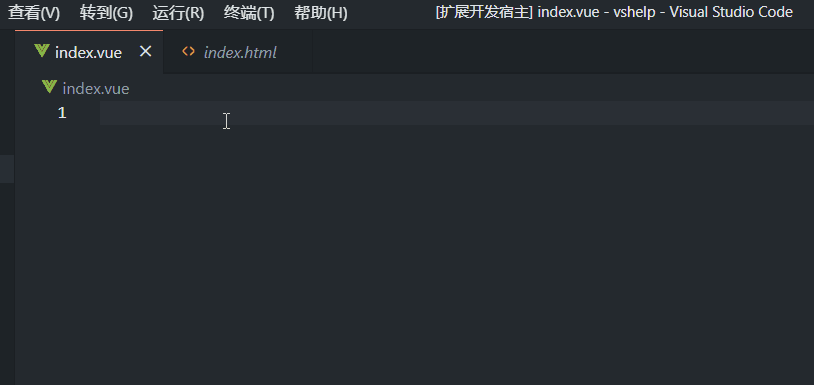 查看(V) 转到(G) 运行(R) 终端(T) 帮助(H) [扩展开发宿主] index.vue - vshelp - Visual Studio Code
index.vue index.html
index.vue
1